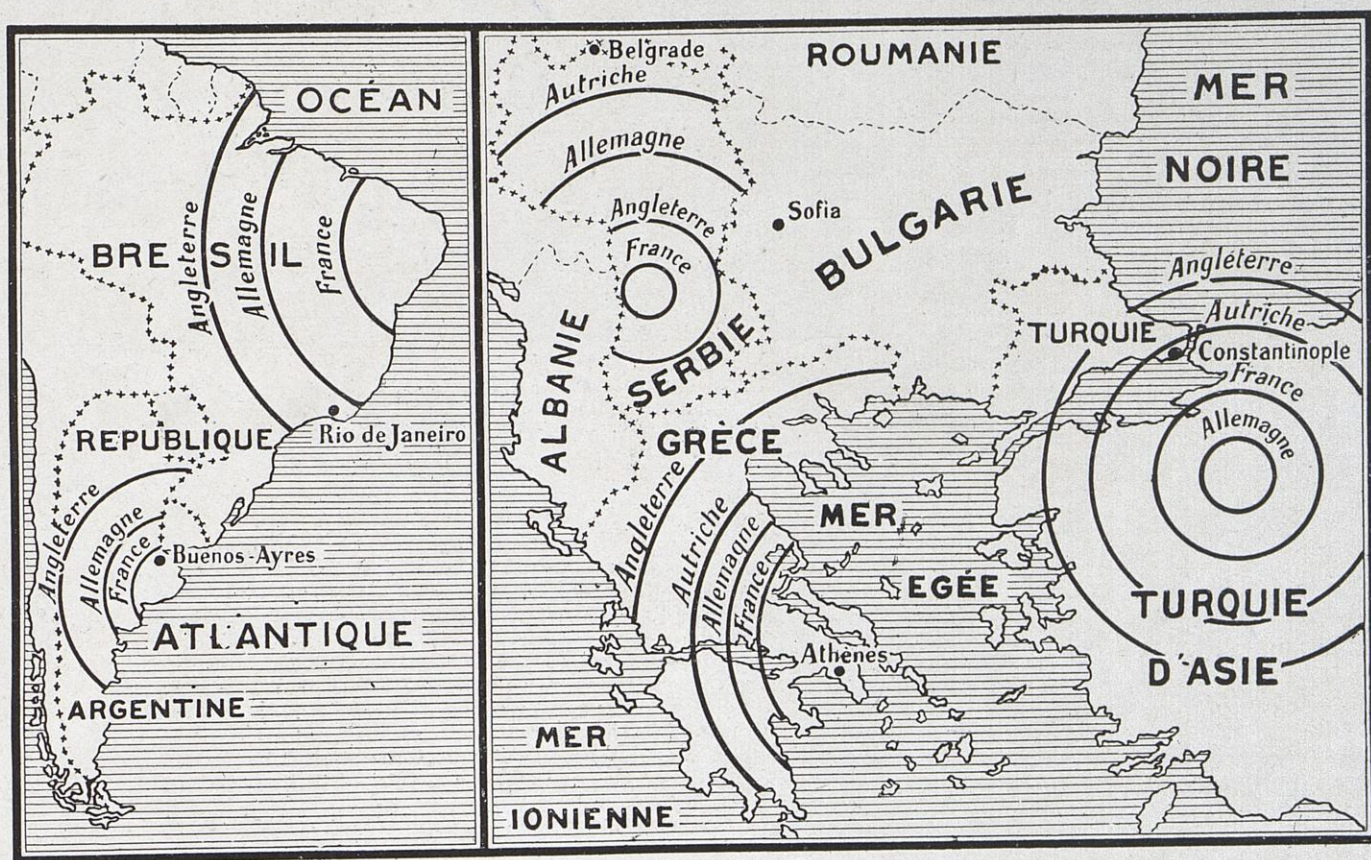 OCÉAN
BRESIL
Angleterre
Allemagne
France
Rio de Janeiro
REPUBLIQUE
Angleterre
Allemagne
France
Buenos-Ayres
ATLANTIQUE
ARGENTINE
Belgrade
ROUMANIE
Autriche
Allemagne
Angleterre
France
Sofia
BULGARIE
MER
NOIRE
ALBANIE
SERBIE
GRÈCE
Angleterre
Autriche
Allemagne
France
MER
EGÉE
Athènes
MER
IONIENNE
TURQUIE
Angléterre
Autriche
Constantinople
France
Allemagne
TURQUIE
D'ASIE